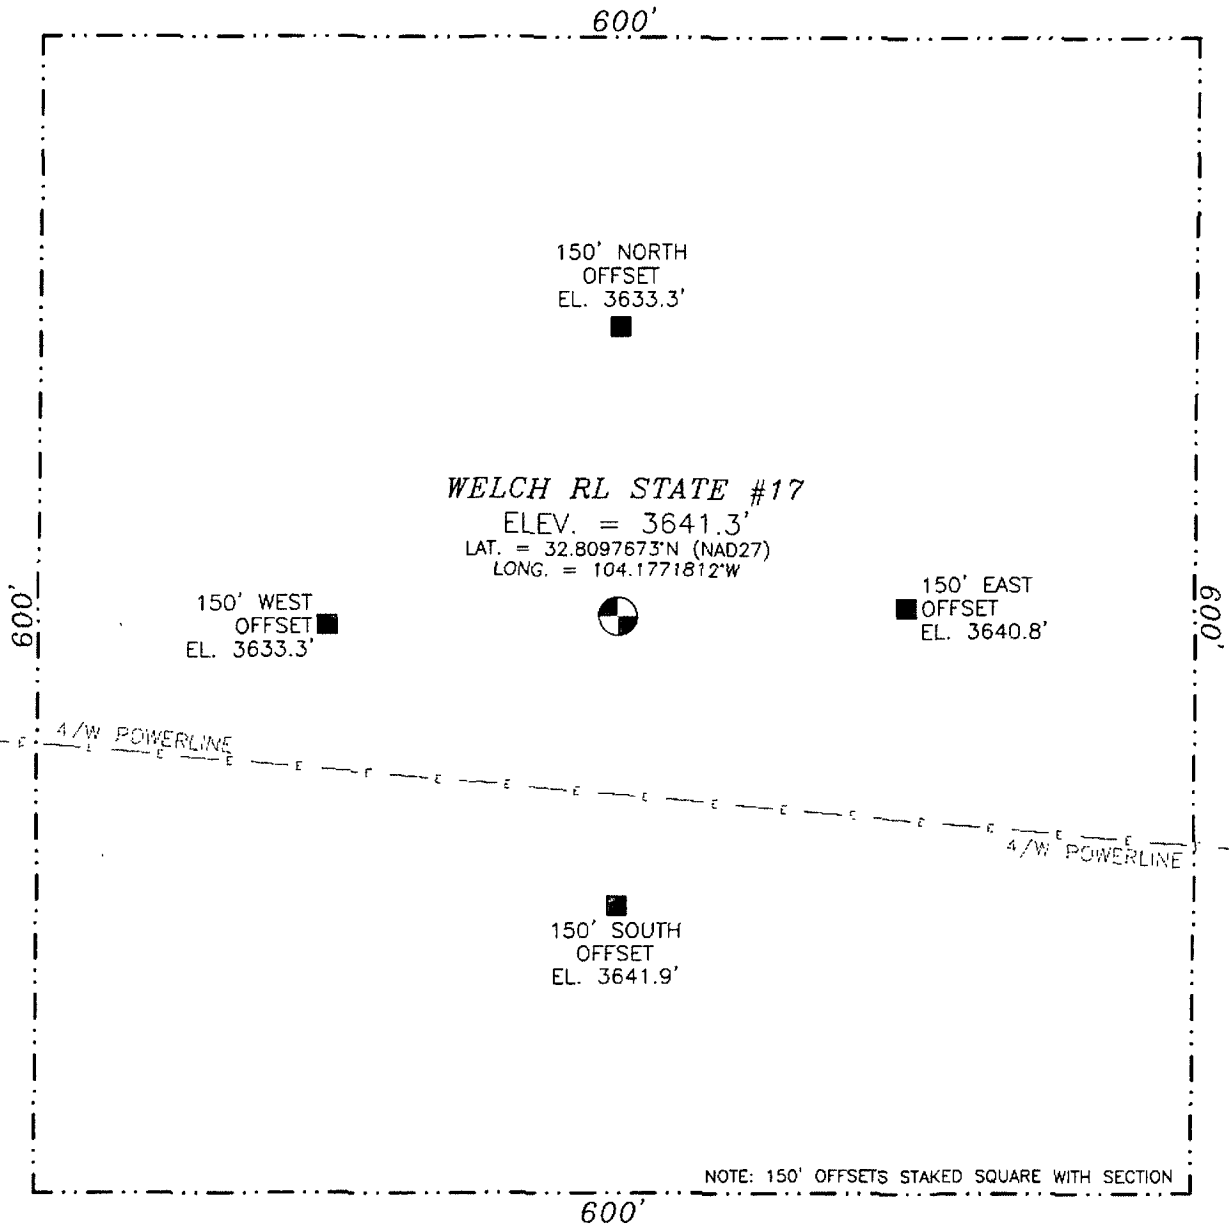 600'
150' NORTH
OFFSET
EL. 3633.3'
WELCH RL STATE #17
ELEV. = 3641.3'
LAT. = 32.8097673°N (NAD27)
LONG. = 104.1771812°W
600'
150' WEST
OFFSET
EL. 3633.3'
150' EAST
OFFSET
EL. 3640.8'
600'
4/W POWERLINE
4/W POWERLINE
150' SOUTH
OFFSET
EL. 3641.9'
NOTE: 150' OFFSETS STAKED SQUARE WITH SECTION
600'